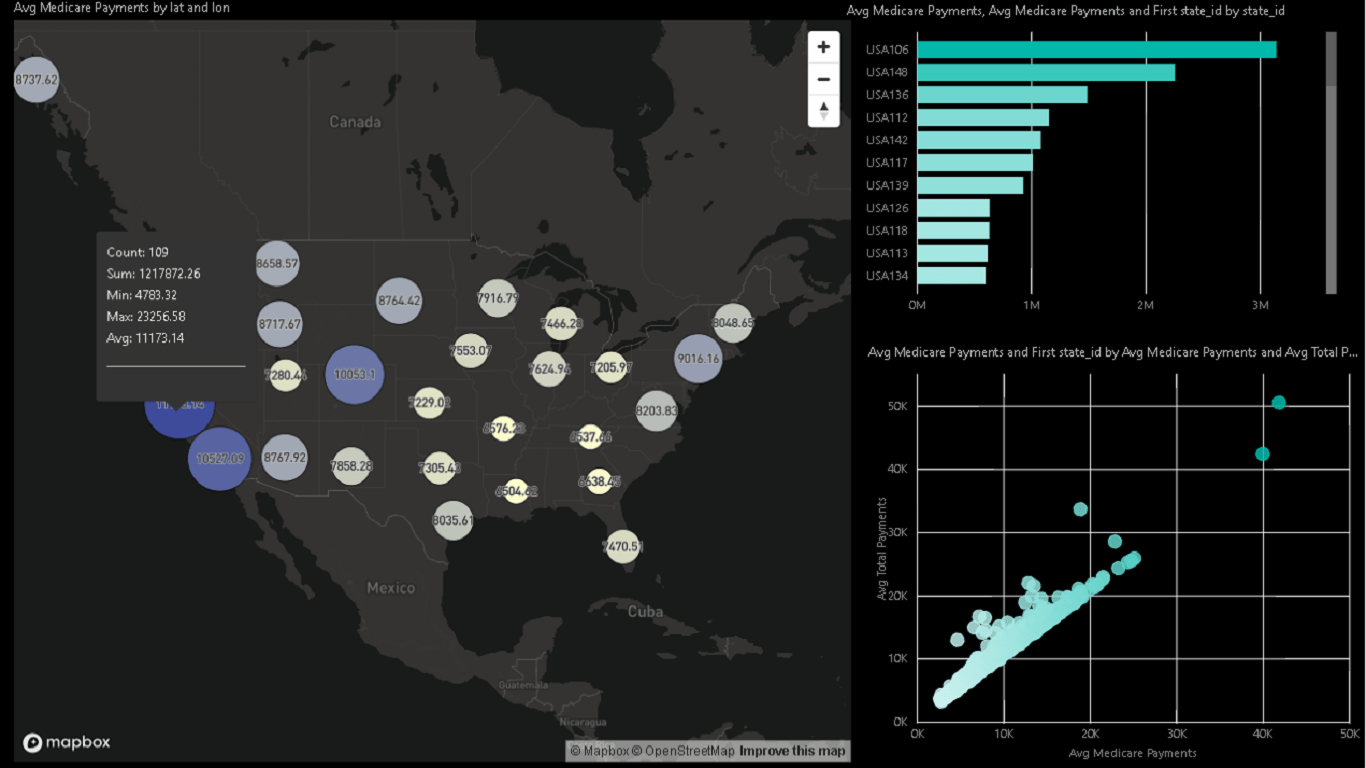 Avg Medicare Payments by lat and lon
8737.62
Canada
Count: 109
Sum: 1217872.26
Min: 4783.32
Max: 23256.58
Avg: 11173.14
8658.57
8764.42
7916.79
8717.67
7466.28
8048.65
7553.07
9016.16
7280.46
10053.1
7624.94
7205.97
7229.02
8203.83
6576.23
6537.66
10527.09
8767.92
7858.28
7305.43
6638.45
6504.62
8035.61
7470.51
Mexico
Cuba
Guatemala
Nicaragua
mapbox
© Mapbox © OpenStreetMap Improve this map
Avg Medicare Payments, Avg Medicare Payments and First state_id by state_id
USA106
USA148
USA136
USA112
USA142
USA117
USA139
USA126
USA118
USA113
USA134
0M 1M 2M 3M
Avg Medicare Payments and First state_id by Avg Medicare Payments and Avg Total P...
Avg Total Payments
50K
40K
30K
20K
10K
0K
0K 10K 20K 30K 40K 50K
Avg Medicare Payments